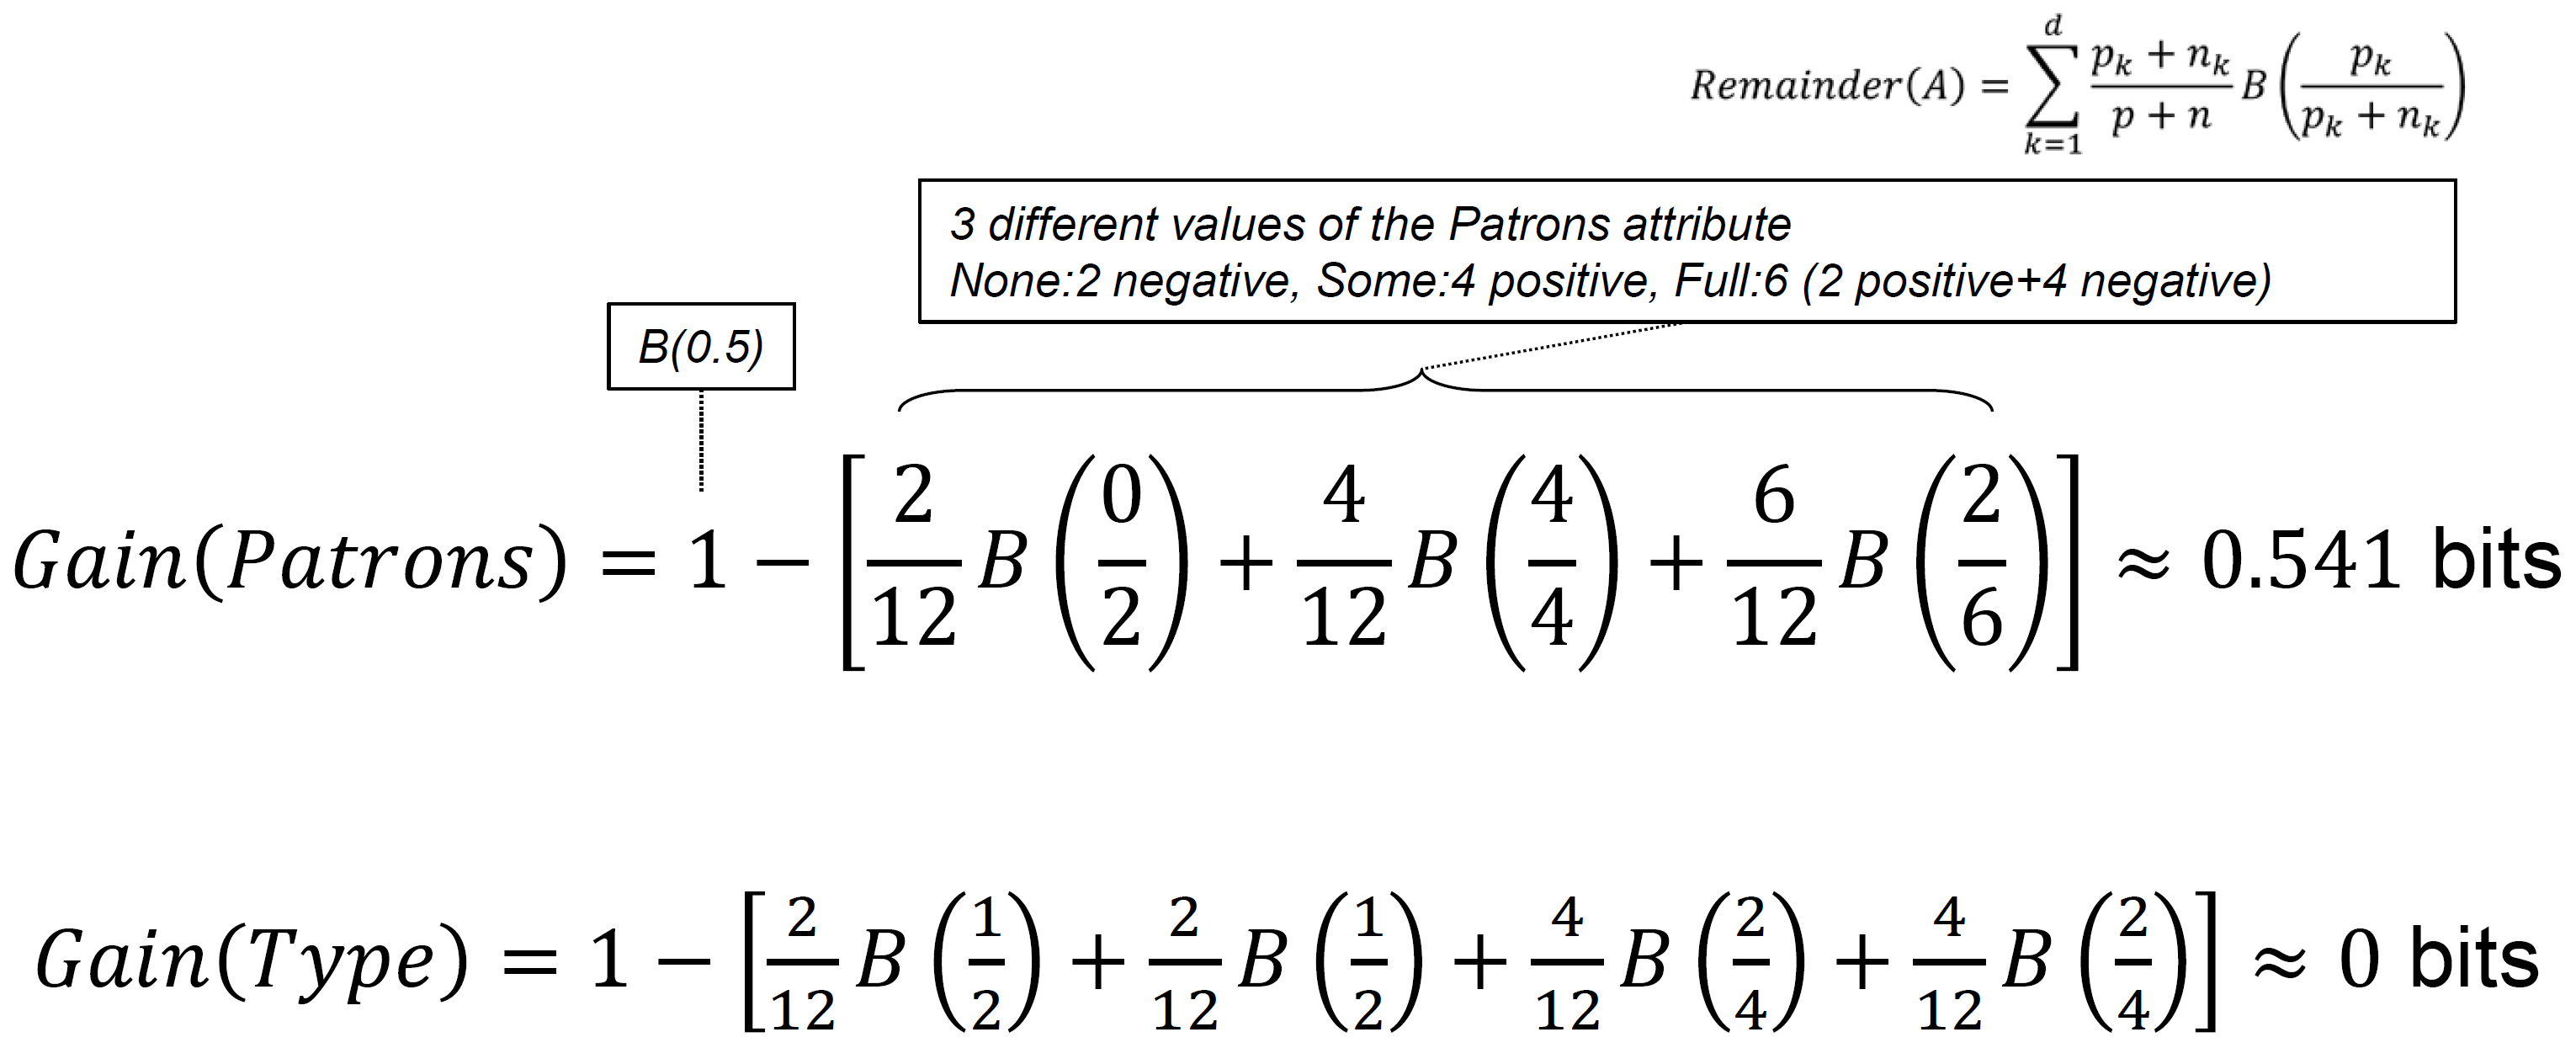 Remainder(A) = \sum_{k=1}^{d} \frac{p_k + n_k}{p + n} B\left(\frac{p_k}{p_k + n_k}\right)
3 different values of the Patrons attribute
None:2 negative, Some:4 positive, Full:6 (2 positive+4 negative)
B(0.5)
Gain(Patrons) = 1 − \left[\frac{2}{12} B\left(\frac{0}{2}\right) + \frac{4}{12} B\left(\frac{4}{4}\right) + \frac{6}{12} B\left(\frac{2}{6}\right)\right] ≈ 0.541 bits
Gain(Type) = 1 − \left[\frac{2}{12} B\left(\frac{1}{2}\right) + \frac{2}{12} B\left(\frac{1}{2}\right) + \frac{4}{12} B\left(\frac{2}{4}\right) + \frac{4}{12} B\left(\frac{2}{4}\right)\right] ≈ 0 bits